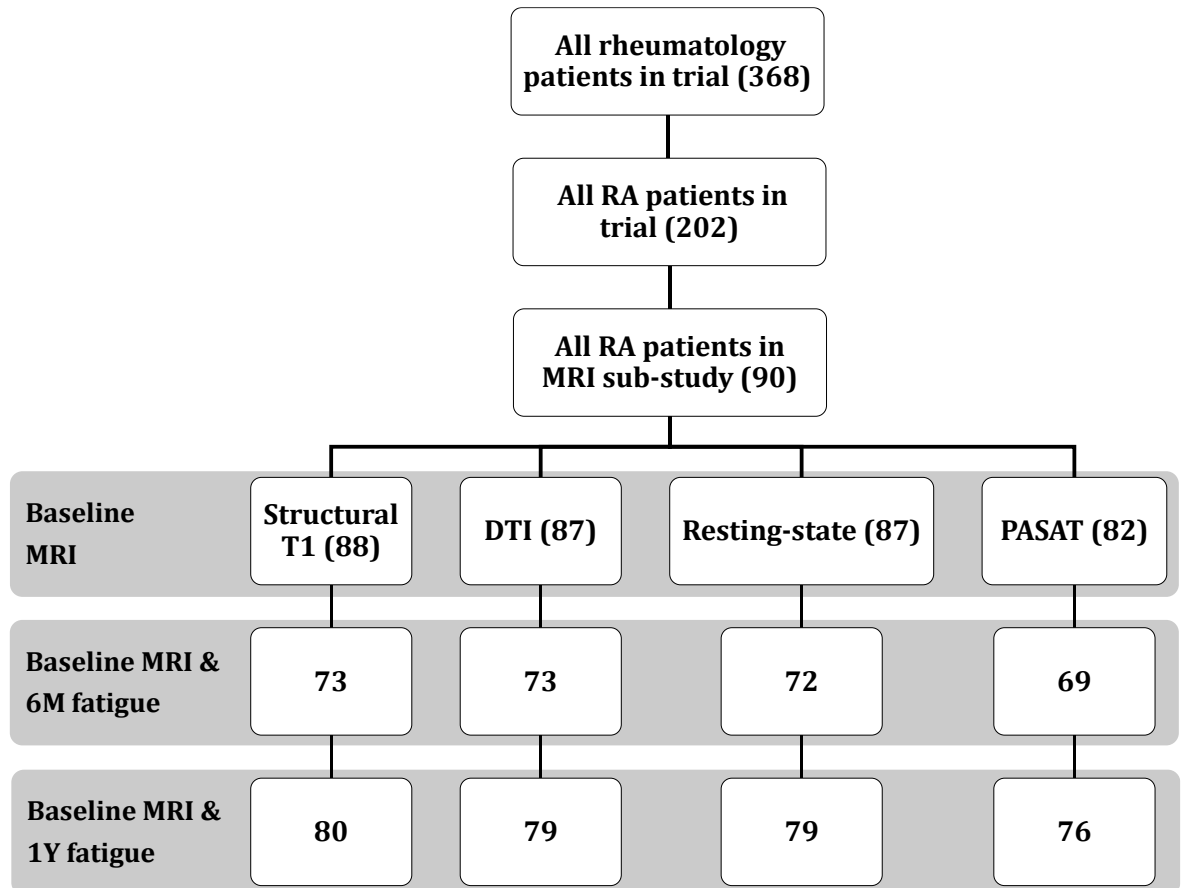 All rheumatology
patients in trial (368)
All RA patients in
trial (202)
All RA patients in
MRI sub-study (90)
Baseline
MRI
Structural
T1 (88)
DTI (87)
Resting-state (87)
PASAT (82)
Baseline MRI &
6M fatigue
73
73
72
69
Baseline MRI &
1Y fatigue
80
79
79
76